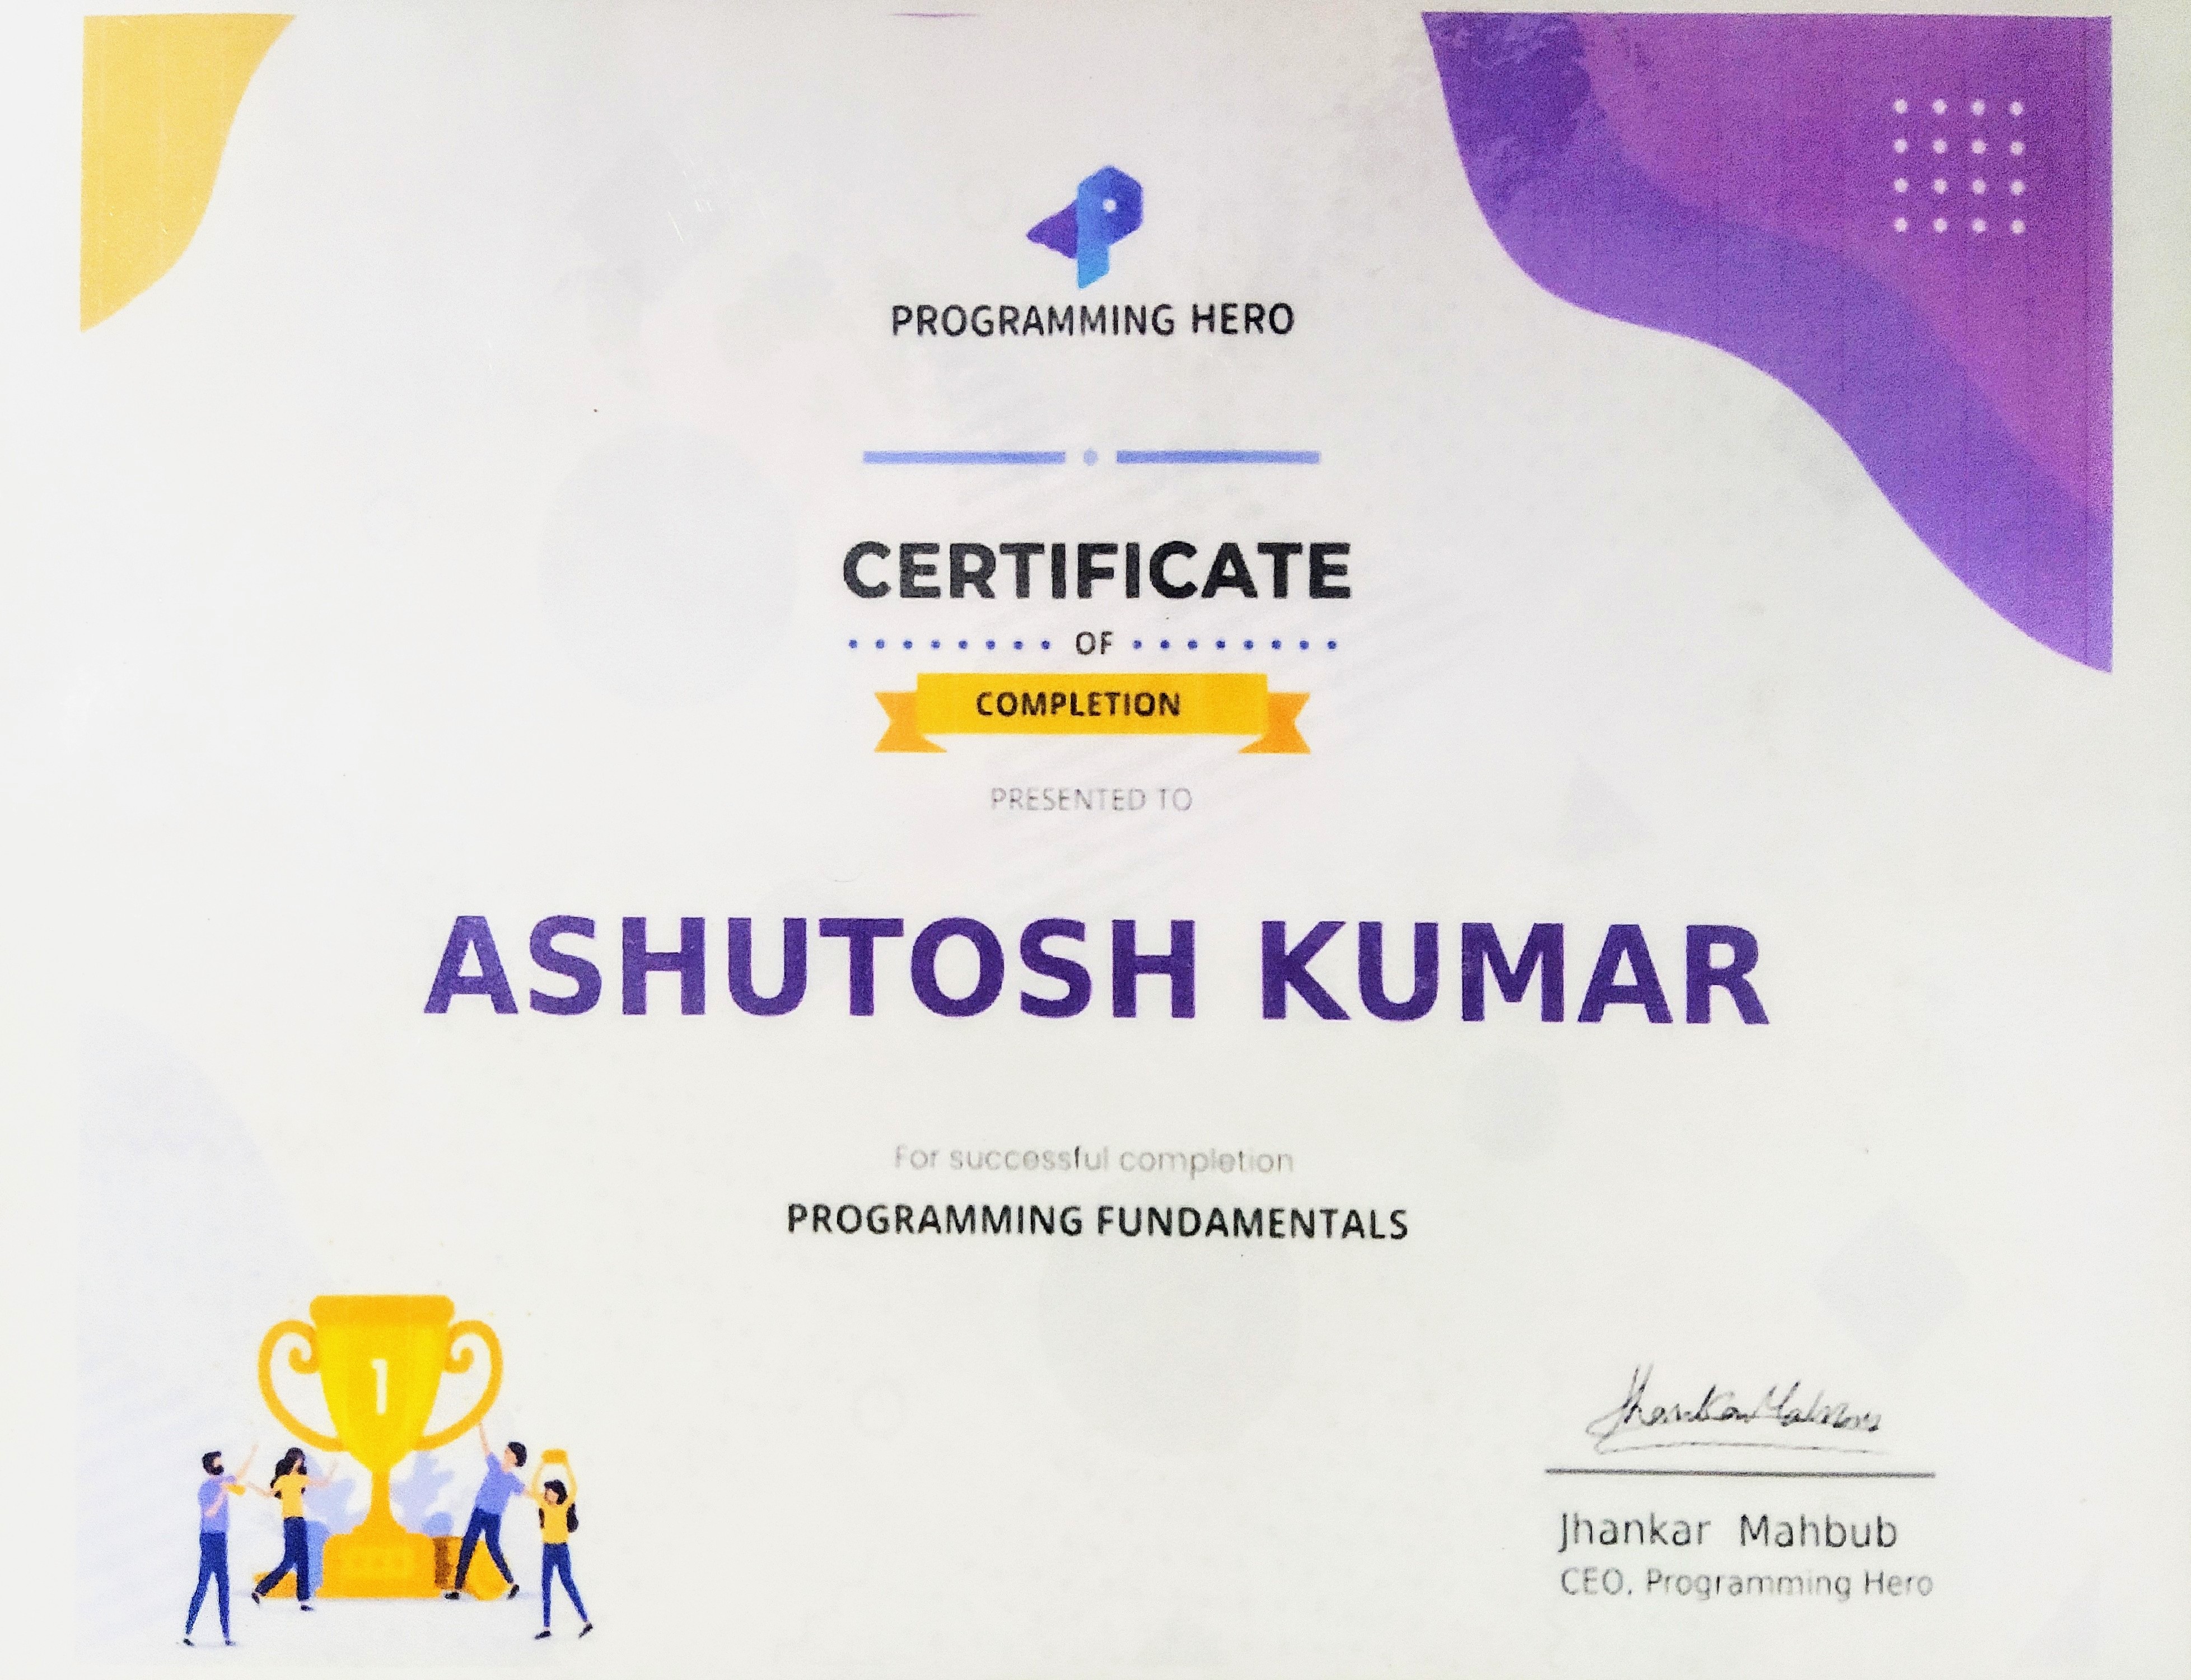 PROGRAMMING HERO
CERTIFICATE
OF
COMPLETION
PRESENTED TO
ASHUTOSH KUMAR
For successful completion
PROGRAMMING FUNDAMENTALS
1
Jhankar Mahbub
Jhankar Mahbub
CEO, Programming Hero